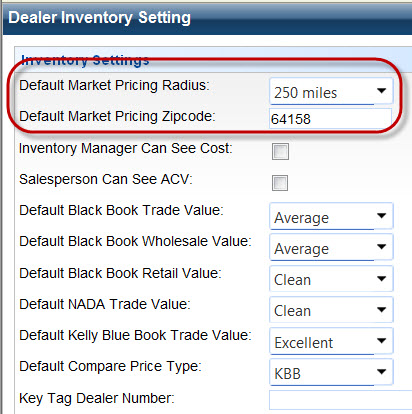 Dealer Inventory Setting
Inventory Settings
Default Market Pricing Radius: 250 miles
Default Market Pricing Zipcode: 64158
Inventory Manager Can See Cost:
Salesperson Can See ACV:
Default Black Book Trade Value: Average
Default Black Book Wholesale Value: Average
Default Black Book Retail Value: Clean
Default NADA Trade Value: Clean
Default Kelly Blue Book Trade Value: Excellent
Default Compare Price Type: KBB
Key Tag Dealer Number: